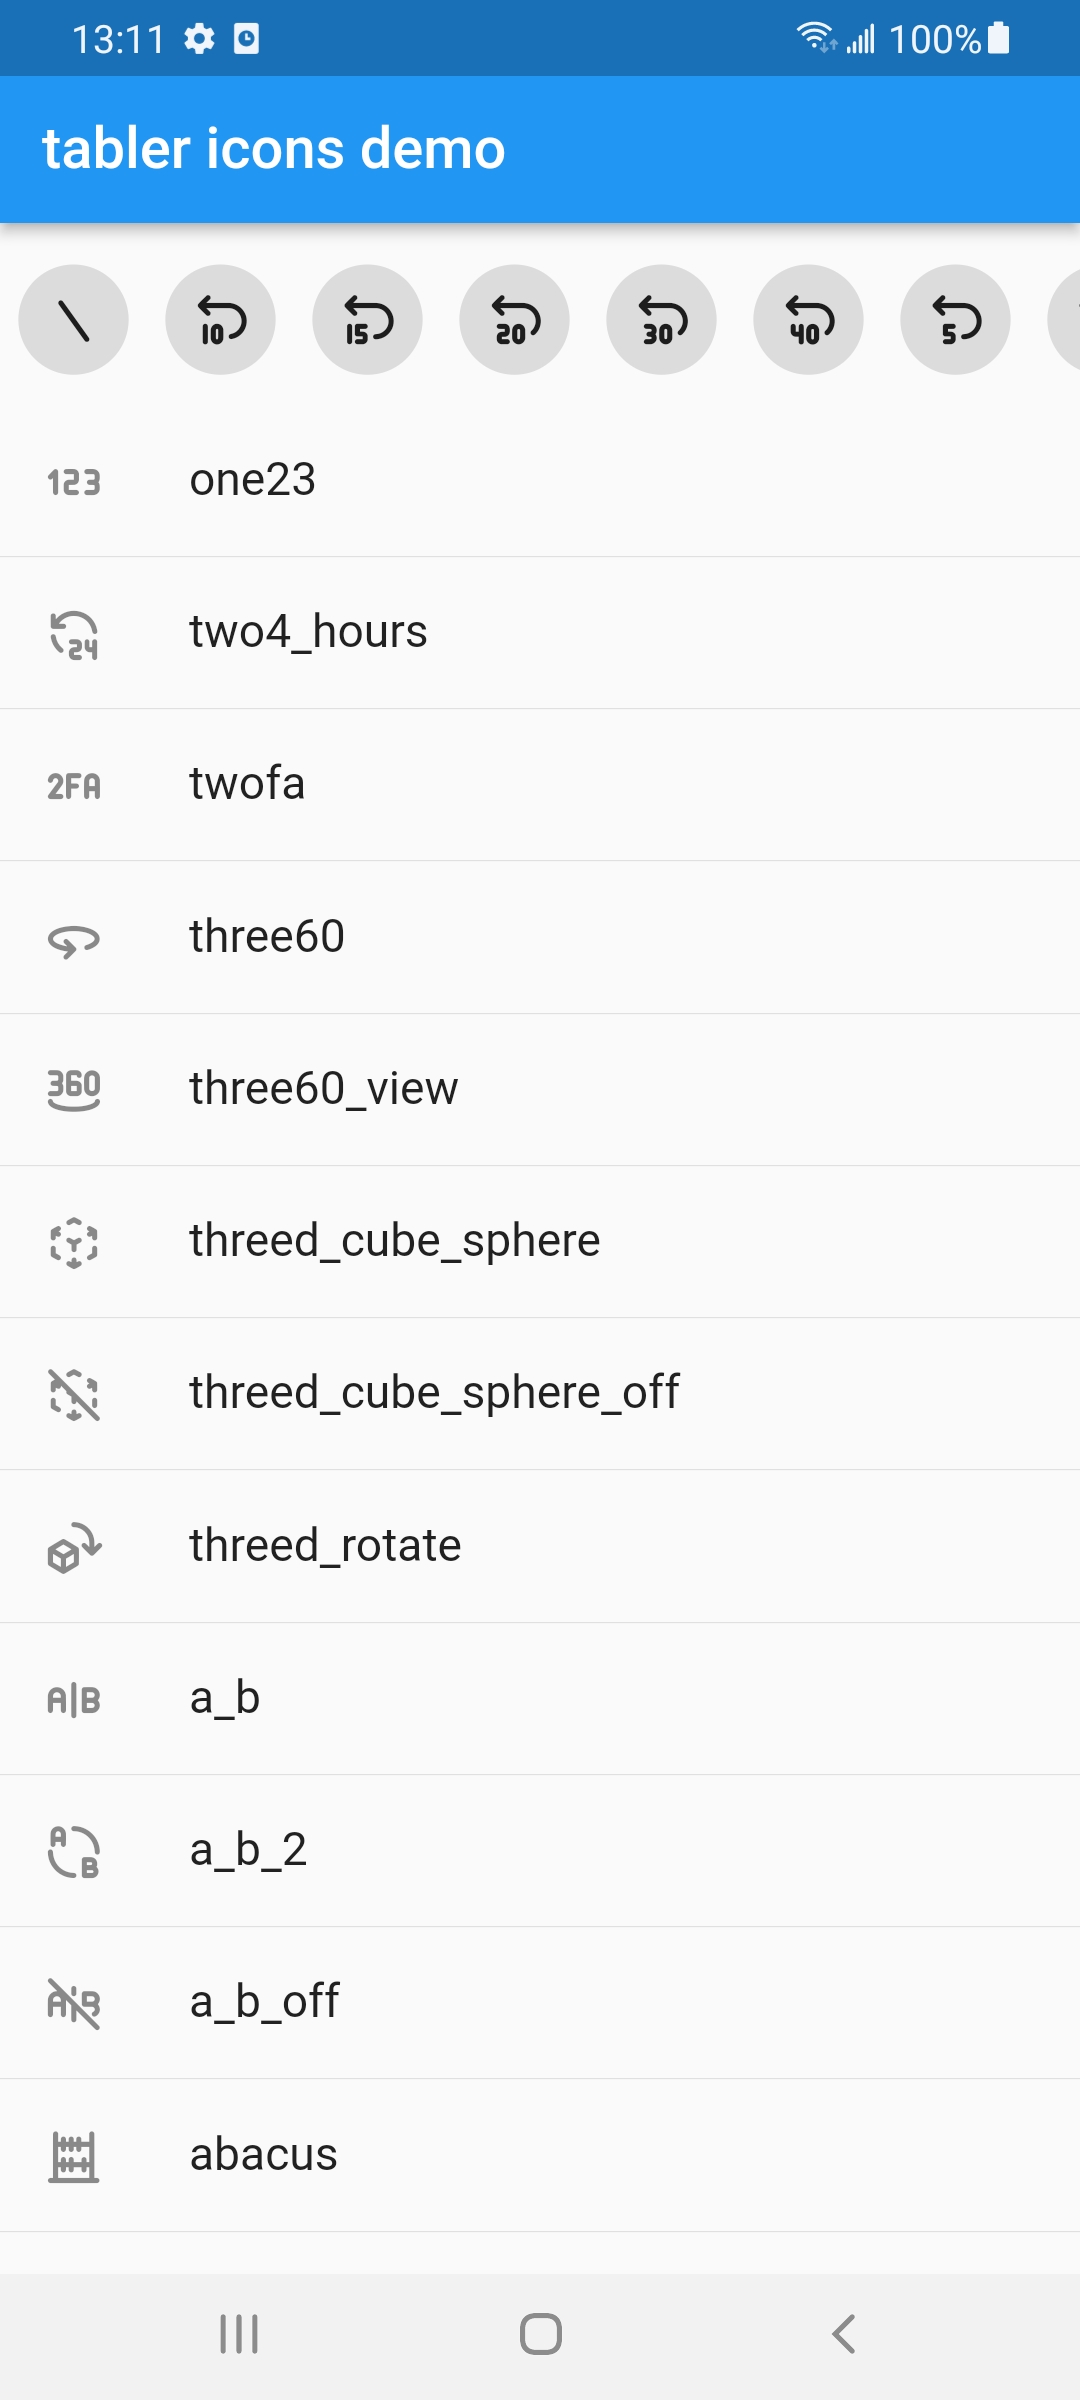 13:11 100%
tabler icons demo
10 15 20 30 40 5
123 one23
24 two4_hours
2FA twofa
three60
360 three60_view
threed_cube_sphere
threed_cube_sphere_off
threed_rotate
A|B a_b
A B a_b_2
A|B a_b_off
abacus